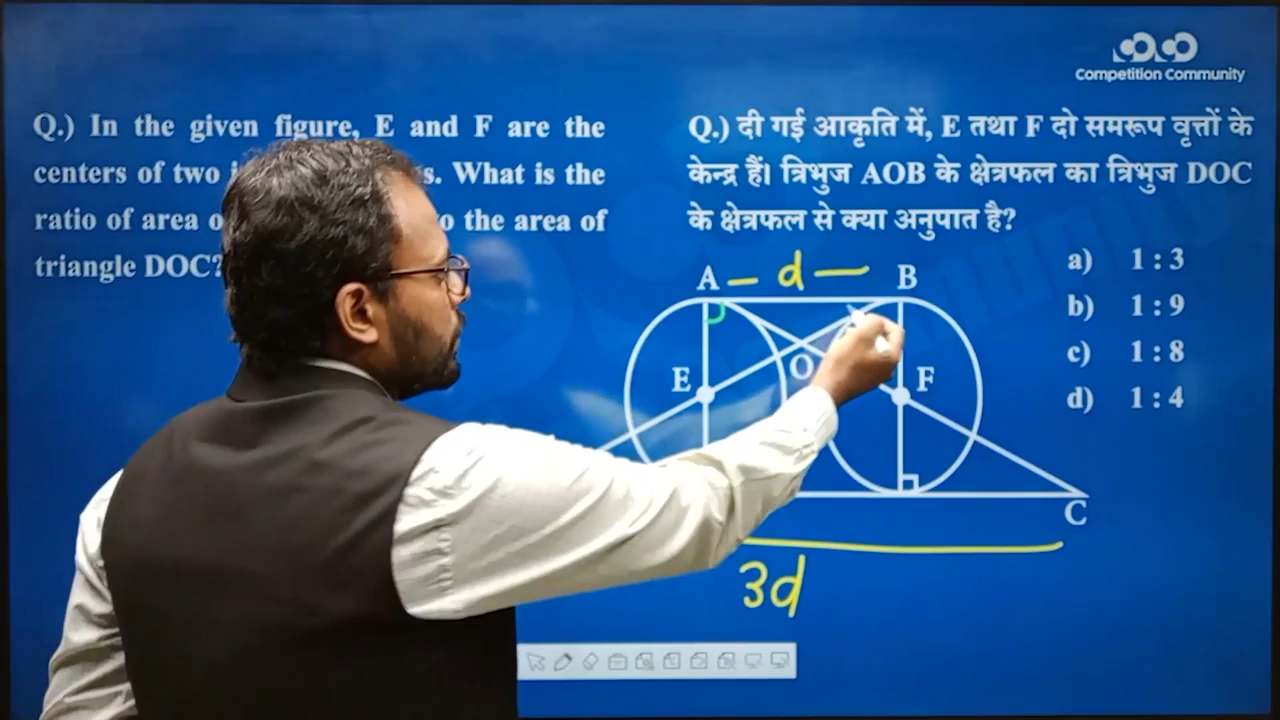 Competition Community
Q.) In the given figure, E and F are the
centers of two s. What is the
ratio of area o o the area of
triangle DOC?
Q.) दी गई आकृति में, E तथा F दो समरूप वृत्तों के
केन्द्र हैं। त्रिभुज AOB के क्षेत्रफल का त्रिभुज DOC
के क्षेत्रफल से क्या अनुपात है?
a) 1 : 3
b) 1 : 9
c) 1 : 8
d) 1 : 4
A d B
E O F
C
3d